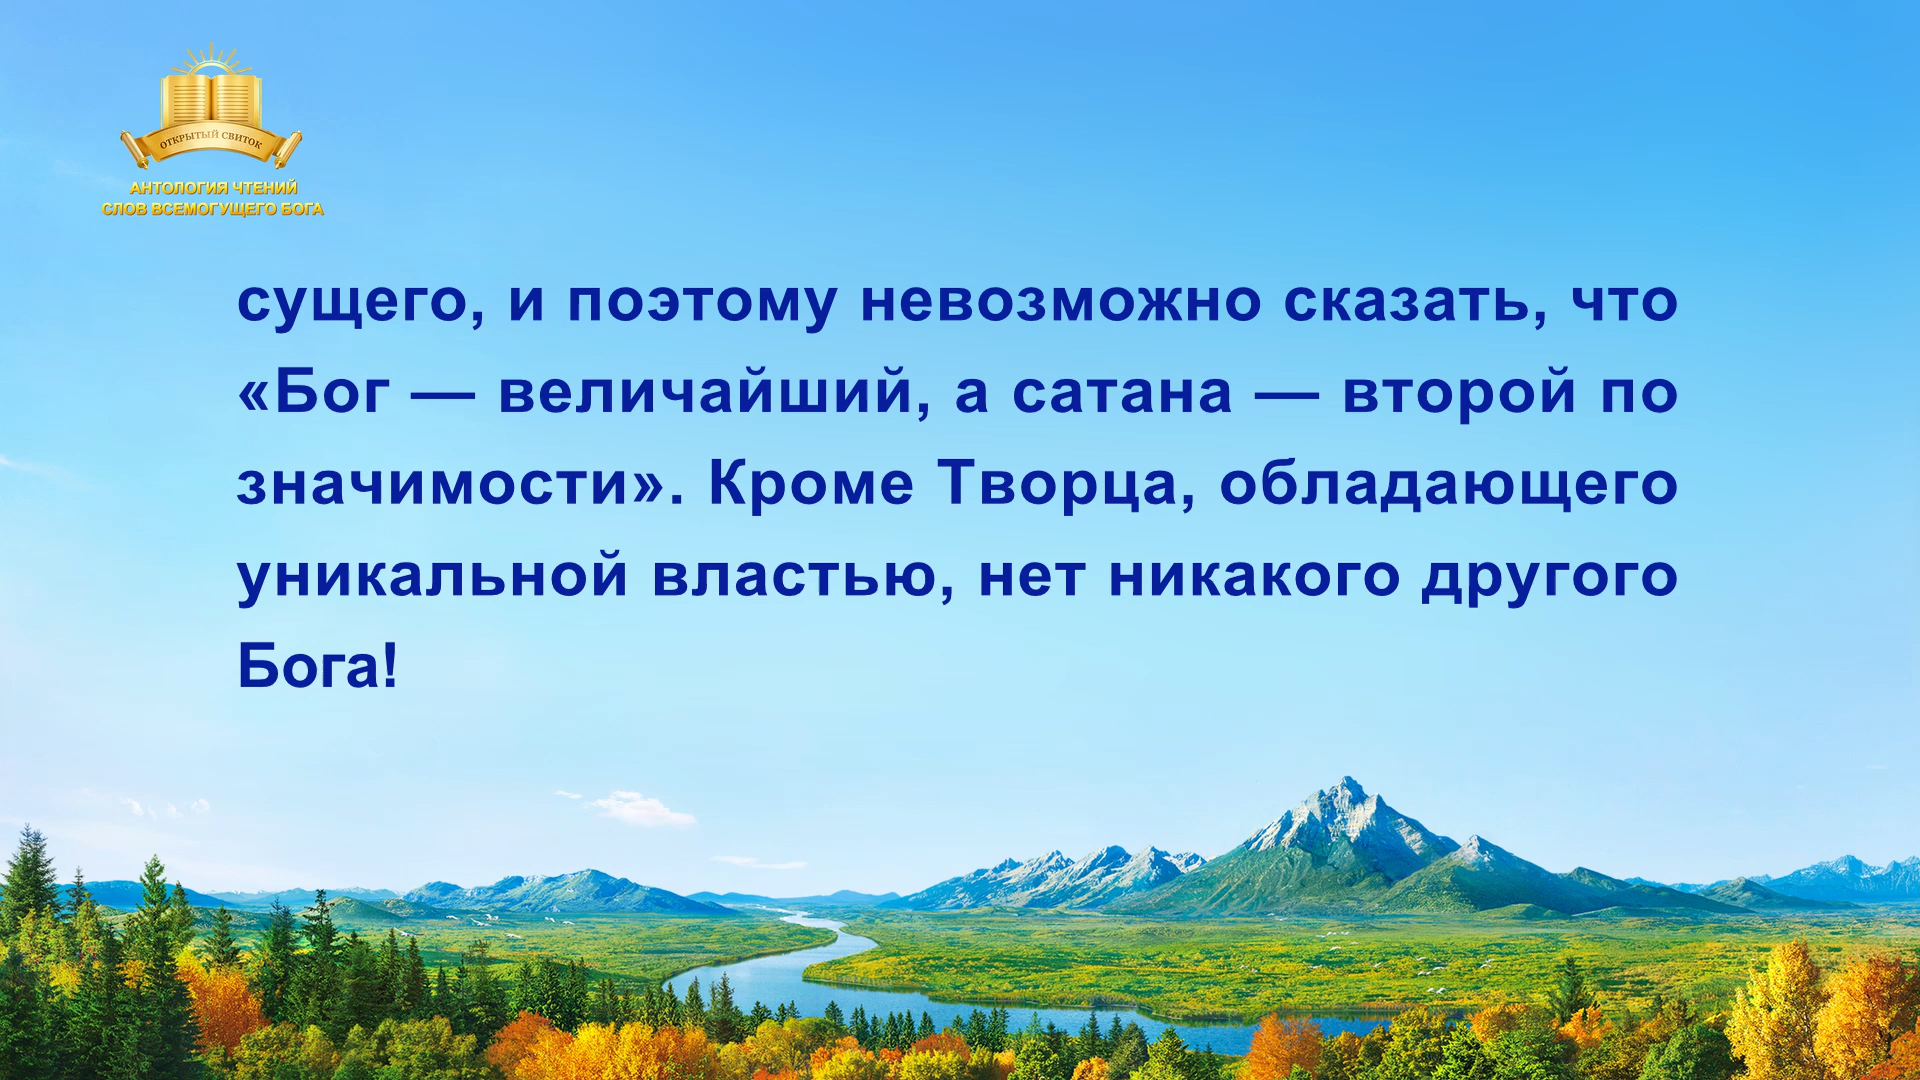 ОТКРЫТЫЙ СВИТОК
АНТОЛОГИЯ ЧТЕНИЙ
СЛОВ ВСЕМОГУЩЕГО БОГА
сущего, и поэтому невозможно сказать, что
«Бог — величайший, а сатана — второй по
значимости». Кроме Творца, обладающего
уникальной властью, нет никакого другого
Бога!